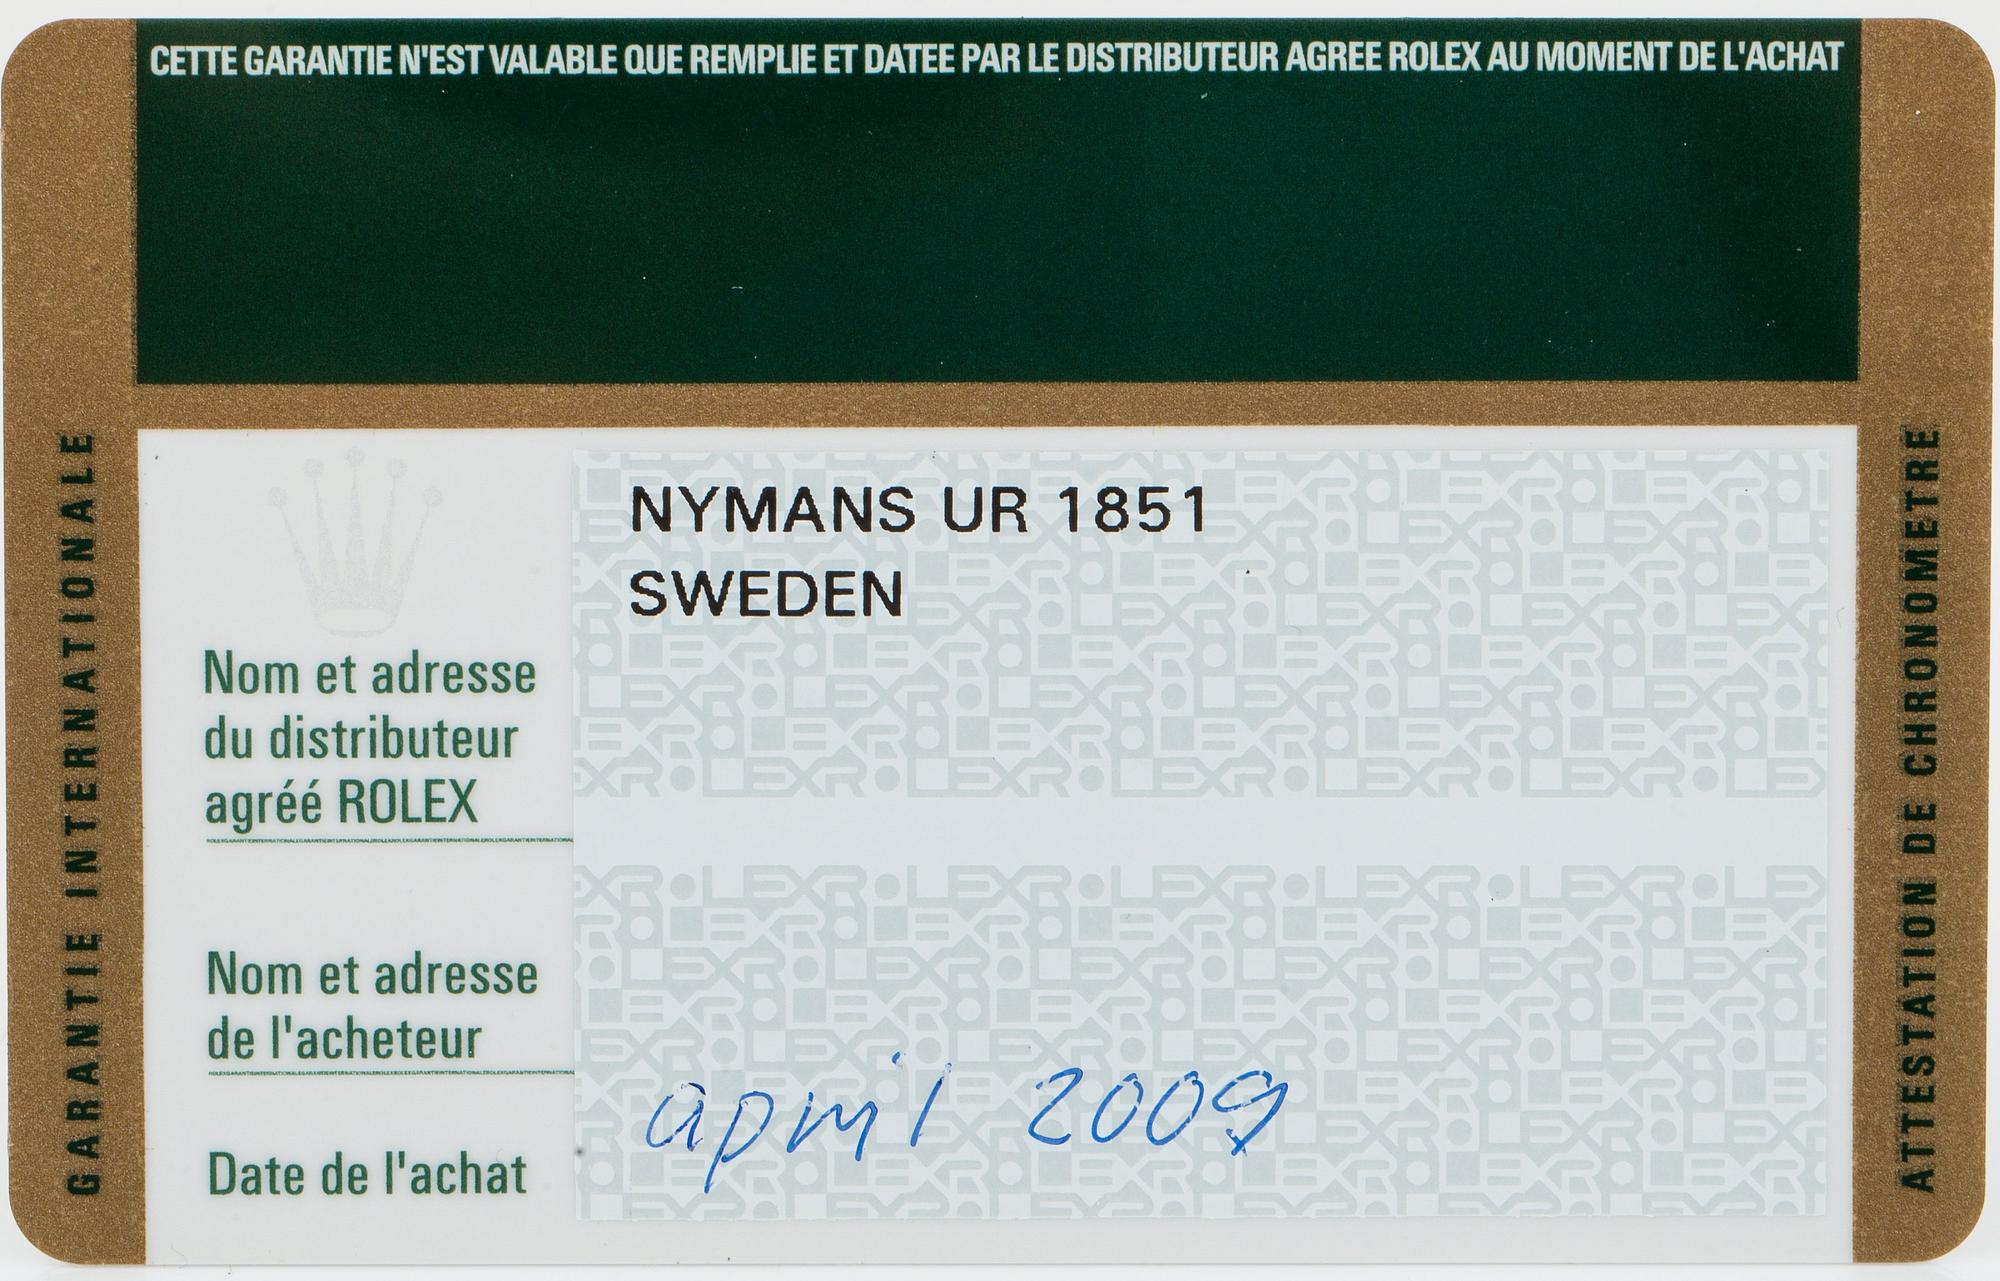 CETTE GARANTIE N'EST VALABLE QUE REMPLIE ET DATEE PAR LE DISTRIBUTEUR AGREE ROLEX AU MOMENT DE L'ACHAT
GARANTIE INTERNATIONALE
NYMANS UR 1851
SWEDEN
Nom et adresse
du distributeur
agréé ROLEX
Nom et adresse
de l'acheteur
april 2009
Date de l'achat
ATTESTATION DE CHRONOMETRE